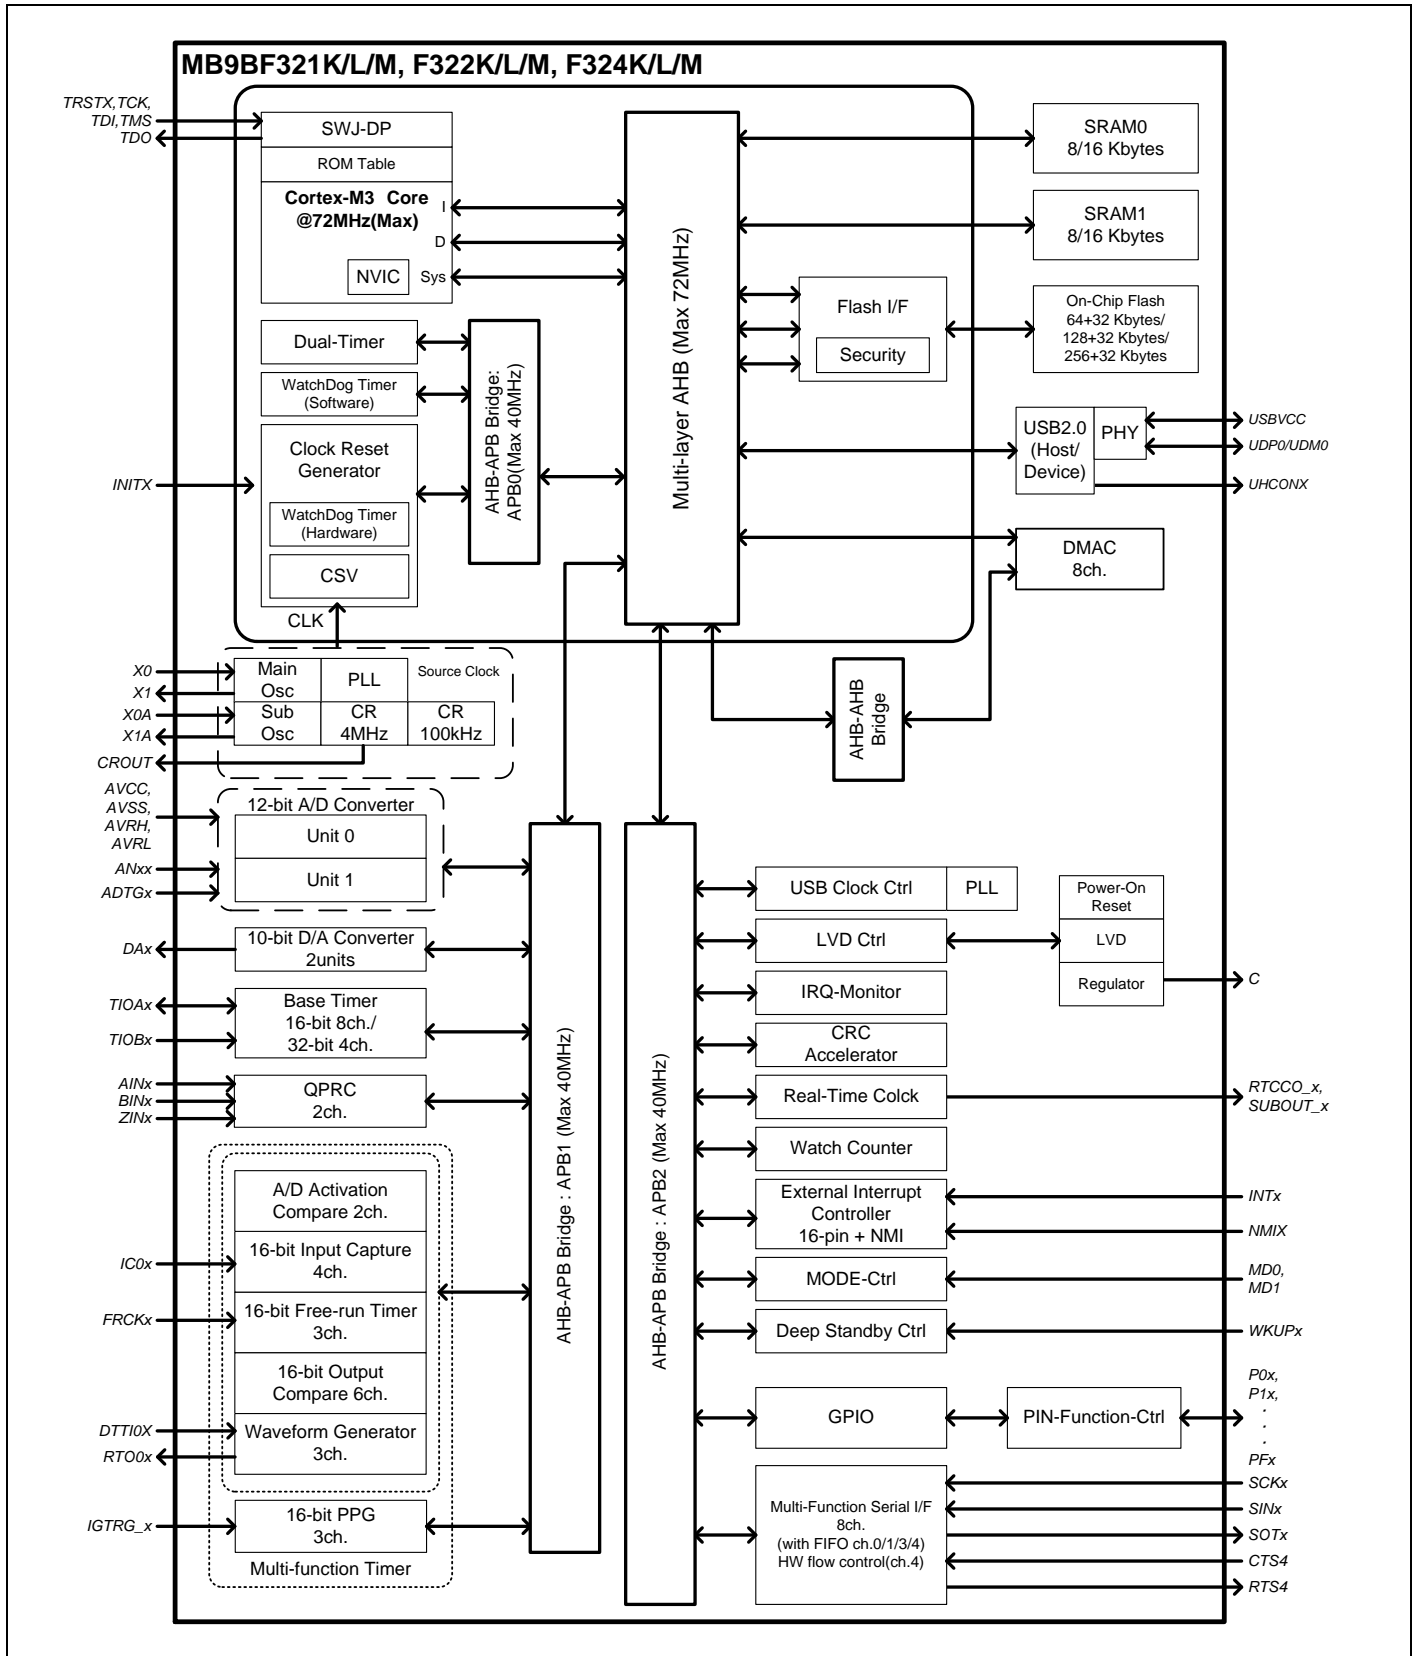 MB9BF321K/L/M, F322K/L/M, F324K/L/M
TRSTX,TCK,
TDI,TMS
TDO
SWJ-DP
ROM Table
Cortex-M3 Core
@72MHz(Max)
I
D
Sys
NVIC
Dual-Timer
WatchDog Timer
(Software)
Clock Reset
Generator
WatchDog Timer
(Hardware)
CSV
CLK
INITX
AHB-APB Bridge:
APB0(Max 40MHz)
Multi-layer AHB (Max 72MHz)
SRAM0
8/16 Kbytes
SRAM1
8/16 Kbytes
Flash I/F
Security
On-Chip Flash
64+32 Kbytes/
128+32 Kbytes/
256+32 Kbytes
USB2.0
(Host/
Device)
PHY
USBVCC
UDP0/UDM0
UHCONX
DMAC
8ch.
AHB-AHB
Bridge
X0
X1
X0A
X1A
CROUT
Main
Osc
PLL
Source Clock
Sub
Osc
CR
4MHz
CR
100kHz
AVCC,
AVSS,
AVRH,
AVRL
ANxx
ADTGx
12-bit A/D Converter
Unit 0
Unit 1
DAx
10-bit D/A Converter
2units
TIOAx
TIOBx
Base Timer
16-bit 8ch./
32-bit 4ch.
AINx
BINx
ZINx
QPRC
2ch.
A/D Activation
Compare 2ch.
IC0x
16-bit Input Capture
4ch.
FRCKx
16-bit Free-run Timer
3ch.
16-bit Output
Compare 6ch.
DTTI0X
RTO0x
Waveform Generator
3ch.
IGTRG_x
16-bit PPG
3ch.
Multi-function Timer
AHB-APB Bridge : APB1 (Max 40MHz)
AHB-APB Bridge : APB2 (Max 40MHz)
USB Clock Ctrl
PLL
LVD Ctrl
Power-On
Reset
LVD
Regulator
C
IRQ-Monitor
CRC
Accelerator
Real-Time Colck
RTCCO_x,
SUBOUT_x
Watch Counter
External Interrupt
Controller
16-pin + NMI
INTx
NMIX
MODE-Ctrl
MD0,
MD1
Deep Standby Ctrl
WKUPx
GPIO
PIN-Function-Ctrl
P0x,
P1x,
.
.
.
PFx
Multi-Function Serial I/F
8ch.
(with FIFO ch.0/1/3/4)
HW flow control(ch.4)
SCKx
SINx
SOTx
CTS4
RTS4